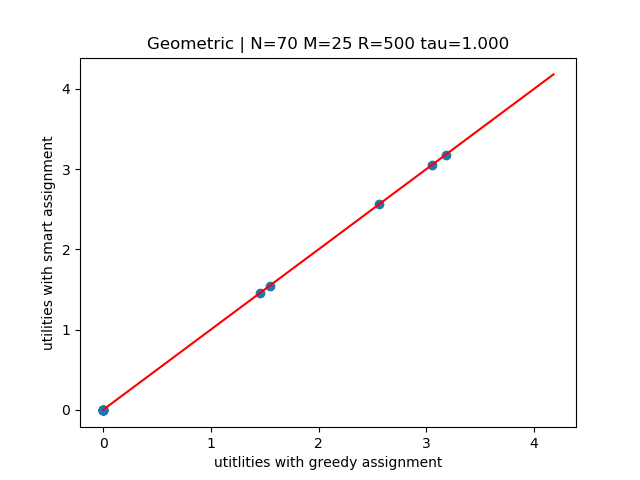 Geometric | N=70 M=25 R=500 tau=1.000
utilities with smart assignment
4
3
2
1
0
0 1 2 3 4
utitlities with greedy assignment